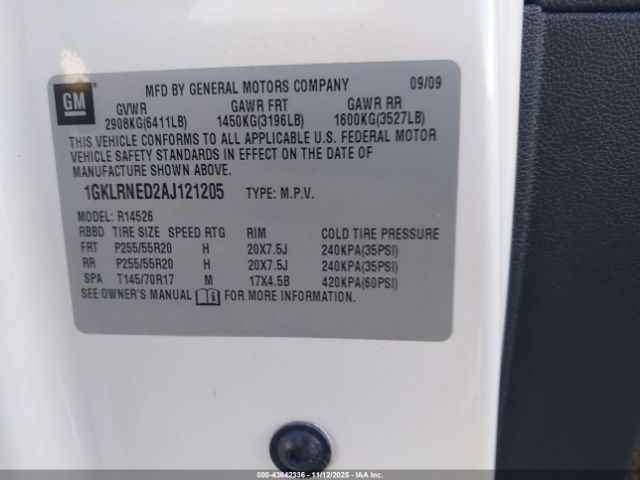 GM
MFD BY GENERAL MOTORS COMPANY 09/09
GVWR GAWR FRT GAWR RR
2908KG(6411LB) 1450KG(3196LB) 1600KG(3527LB)
THIS VEHICLE CONFORMS TO ALL APPLICABLE U.S. FEDERAL MOTOR
VEHICLE SAFETY STANDARDS IN EFFECT ON THE DATE OF
MANUFACTURE SHOWN ABOVE.
1GKLRNED2AJ121205 TYPE: M.P.V.
MODEL: R14526
RBBD TIRE SIZE SPEED RTG RIM COLD TIRE PRESSURE
FRT P255/55R20 H 20X7.5J 240KPA(35PSI)
RR P255/55R20 H 20X7.5J 240KPA(35PSI)
SPA T145/70R17 M 17X4.5B 420KPA(60PSI)
SEE OWNER'S MANUAL FOR MORE INFORMATION.
000-43642336 - 11/12/2025 - IAAI.COM